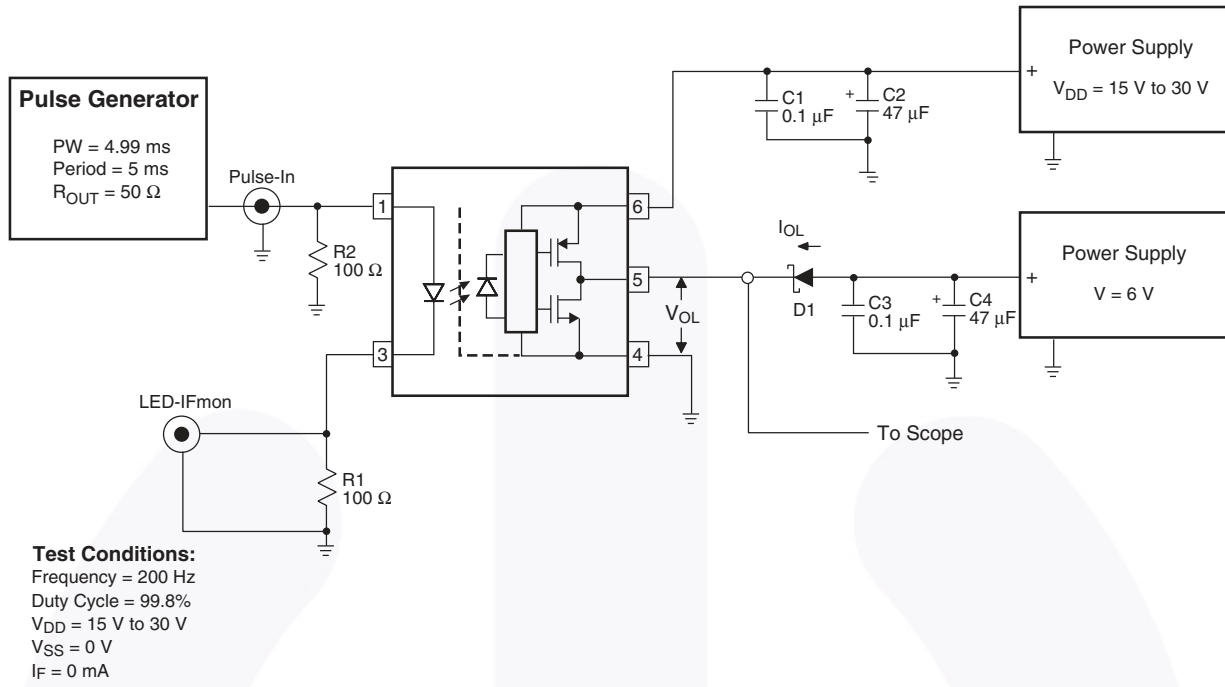 Pulse Generator
PW = 4.99 ms
Period = 5 ms
ROUT = 50 Ω
Pulse-In
R2
100 Ω
1
3
LED-IFmon
R1
100 Ω
6
5
4
VOL
C1
0.1 μF
+
C2
47 μF
+
Power Supply
VDD = 15 V to 30 V
IOL
D1
C3
0.1 μF
+
C4
47 μF
+
Power Supply
V = 6 V
To Scope
Test Conditions:
Frequency = 200 Hz
Duty Cycle = 99.8%
VDD = 15 V to 30 V
VSS = 0 V
IF = 0 mA